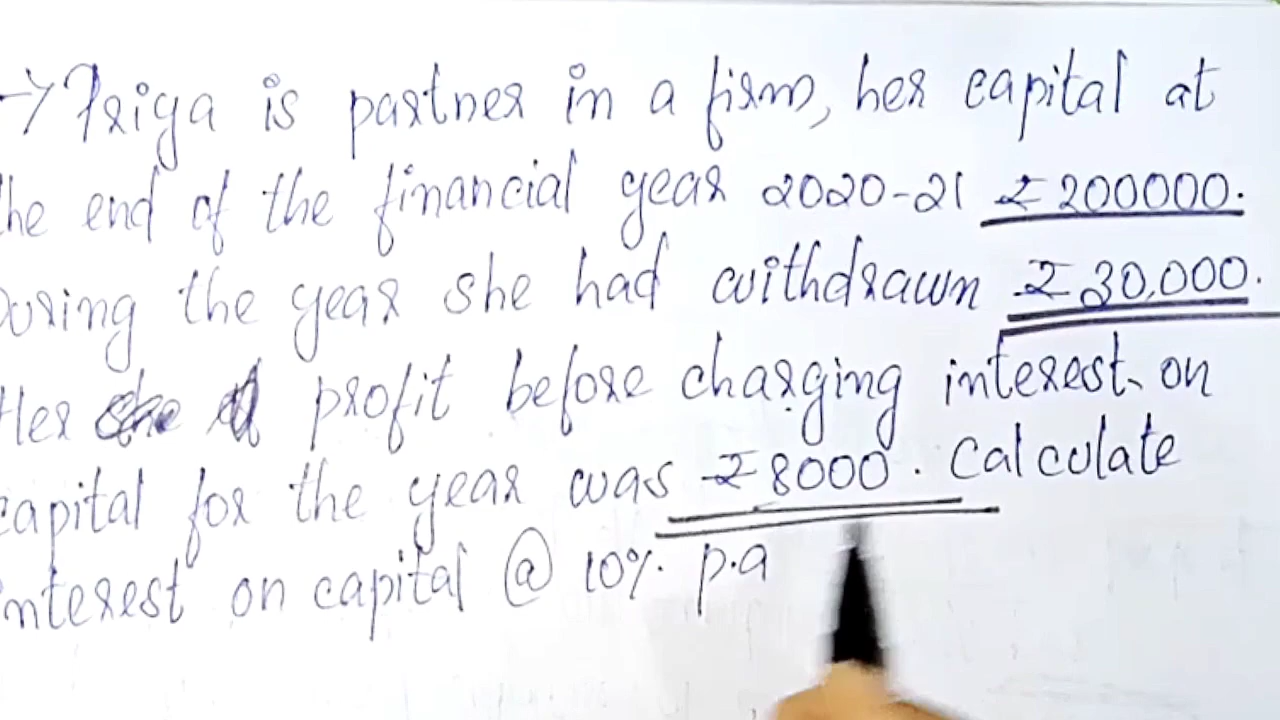 → Priya is partner in a firm, her capital at
the end of the financial year 2020-21 ₹ 200000.
During the year she had withdrawn ₹ 30,000.
Her she profit before charging interest on
capital for the year was ₹ 8000. Calculate
interest on capital @ 10% p.a